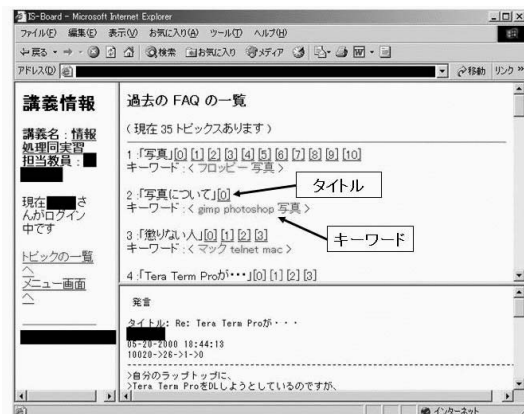 IS-Board - Microsoft Internet Explorer
ファイル(F) 編集(E) 表示(V) お気に入り(A) ツール(T) ヘルプ(H)
戻る 検索 お気に入り メディア
アドレス(D) 移動 リンク »
講義情報
講義名:情報
処理同実習
担当教員:
現在 さ
んがログイン
中です
トピックの一覧
へ
メニュー画面
へ
過去の FAQ の一覧
(現在 35 トピックスあります)
1 :「写真」[0] [1] [2] [3] [4] [5] [6] [7] [8] [9] [10]
キーワード:< フロッピー 写真 >
2 :「写真について」[0]
キーワード:< gimp photoshop 写真 >
3 :「懲りない人」[0] [1] [2] [3]
キーワード:< マック telnet mac >
4 :「Tera Term Proが・・・」[0] [1] [2] [3]
タイトル
キーワード
発言
タイトル: Re: Tera Term Proが・・・
05-20-2000 18:44:13
10020->26->1->0
>自分のラップトップに、
>Tera Term ProをDLしようとしているのですが、
インターネット